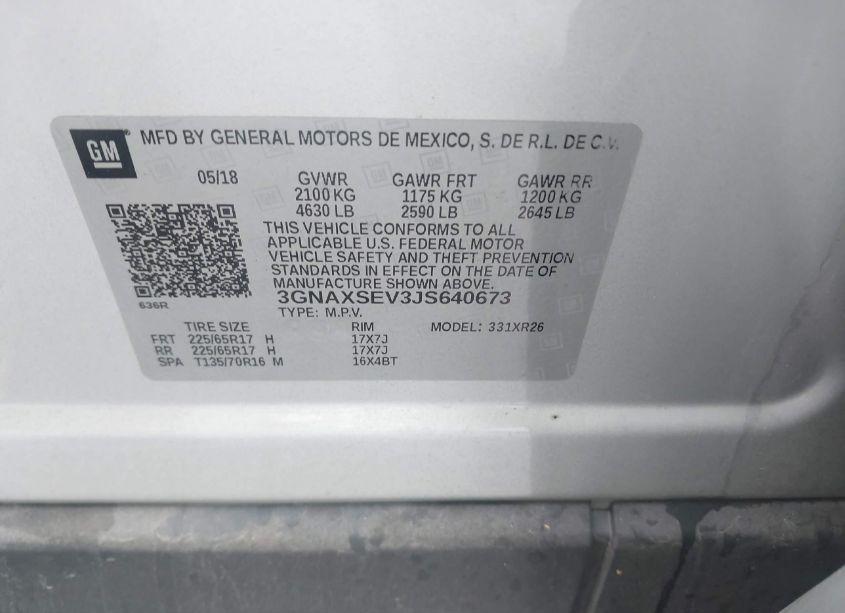 GM
MFD BY GENERAL MOTORS DE MEXICO, S. DE R.L. DE C.V.
05/18 GVWR GAWR FRT GAWR RR
2100 KG 1175 KG 1200 KG
4630 LB 2590 LB 2645 LB
THIS VEHICLE CONFORMS TO ALL
APPLICABLE U.S. FEDERAL MOTOR
VEHICLE SAFETY AND THEFT PREVENTION
STANDARDS IN EFFECT ON THE DATE OF
MANUFACTURE SHOWN ABOVE.
3GNAXSEV3JS640673
636R
TYPE: M.P.V.
TIRE SIZE RIM MODEL: 331XR26
FRT 225/65R17 H 17X7J
RR 225/65R17 H 17X7J
SPA T135/70R16 M 16X4BT